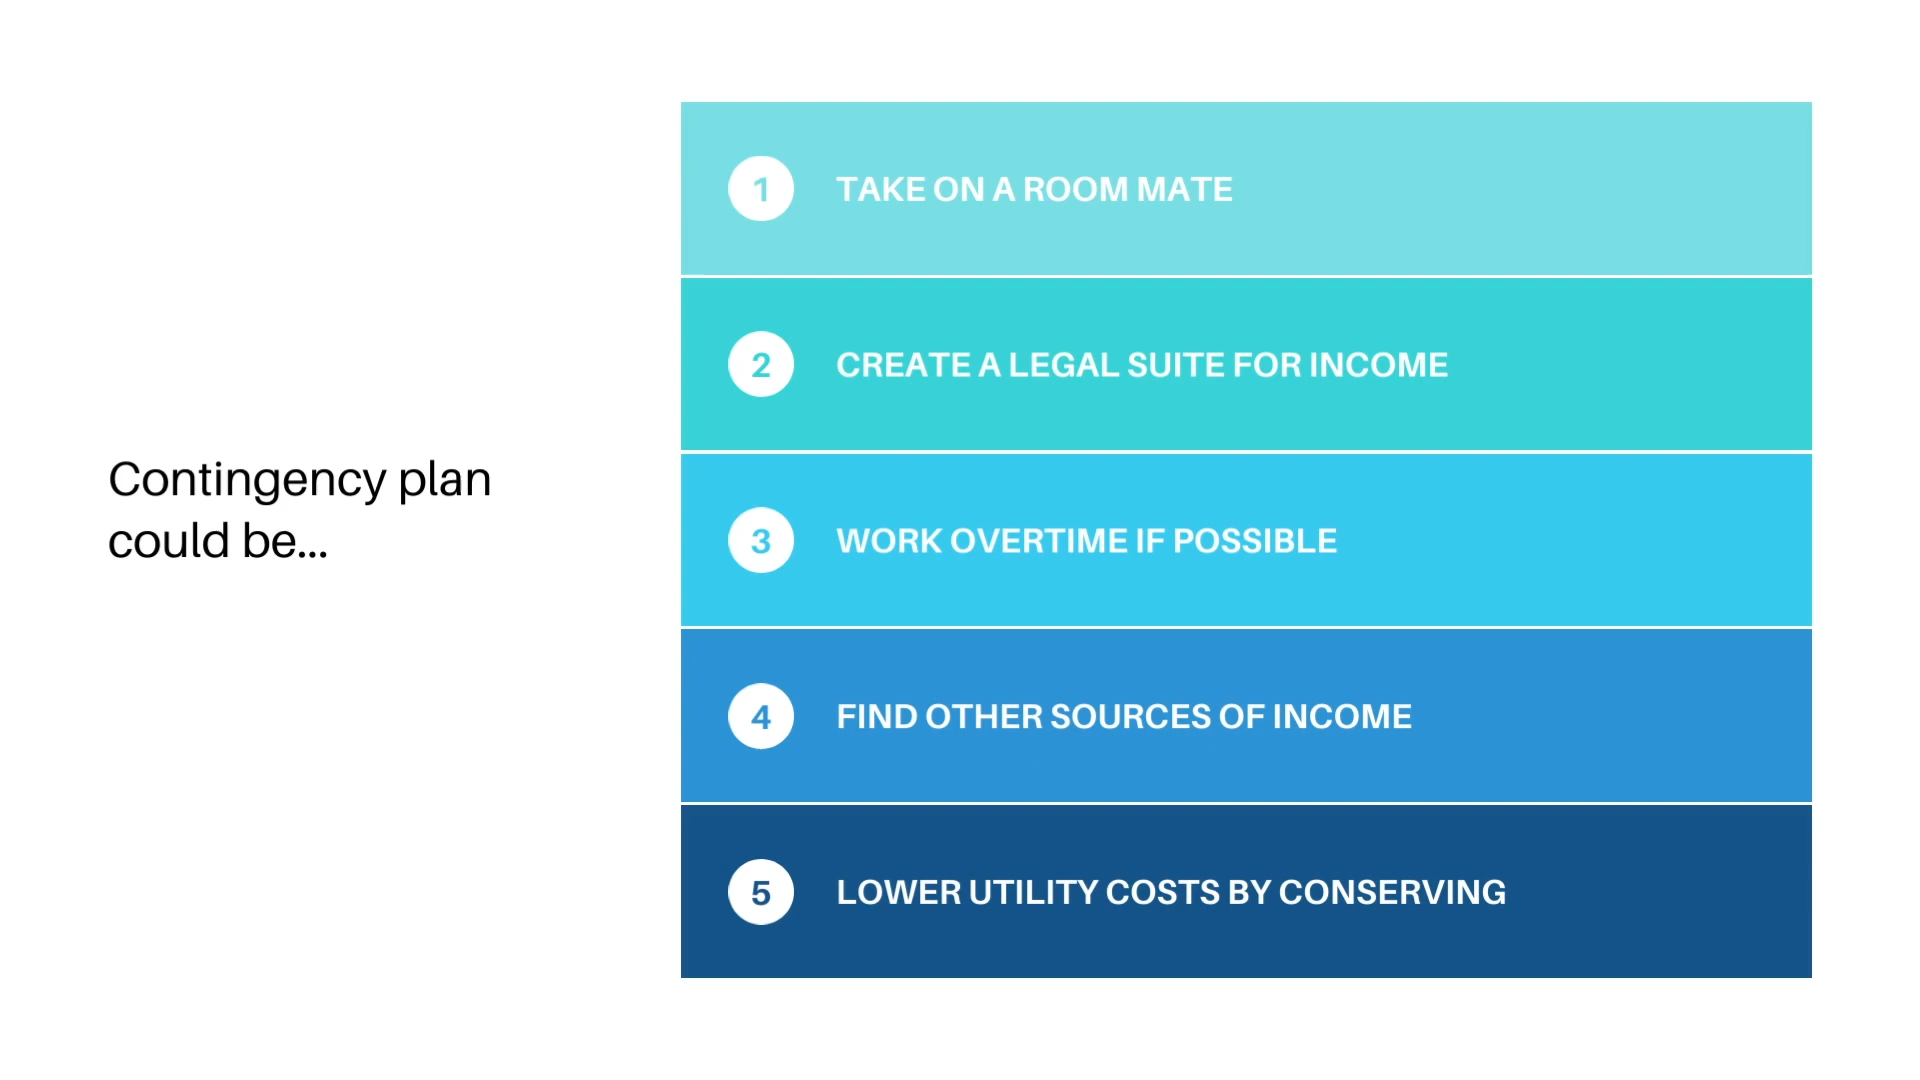 Contingency plan
could be...
1 TAKE ON A ROOM MATE
2 CREATE A LEGAL SUITE FOR INCOME
3 WORK OVERTIME IF POSSIBLE
4 FIND OTHER SOURCES OF INCOME
5 LOWER UTILITY COSTS BY CONSERVING